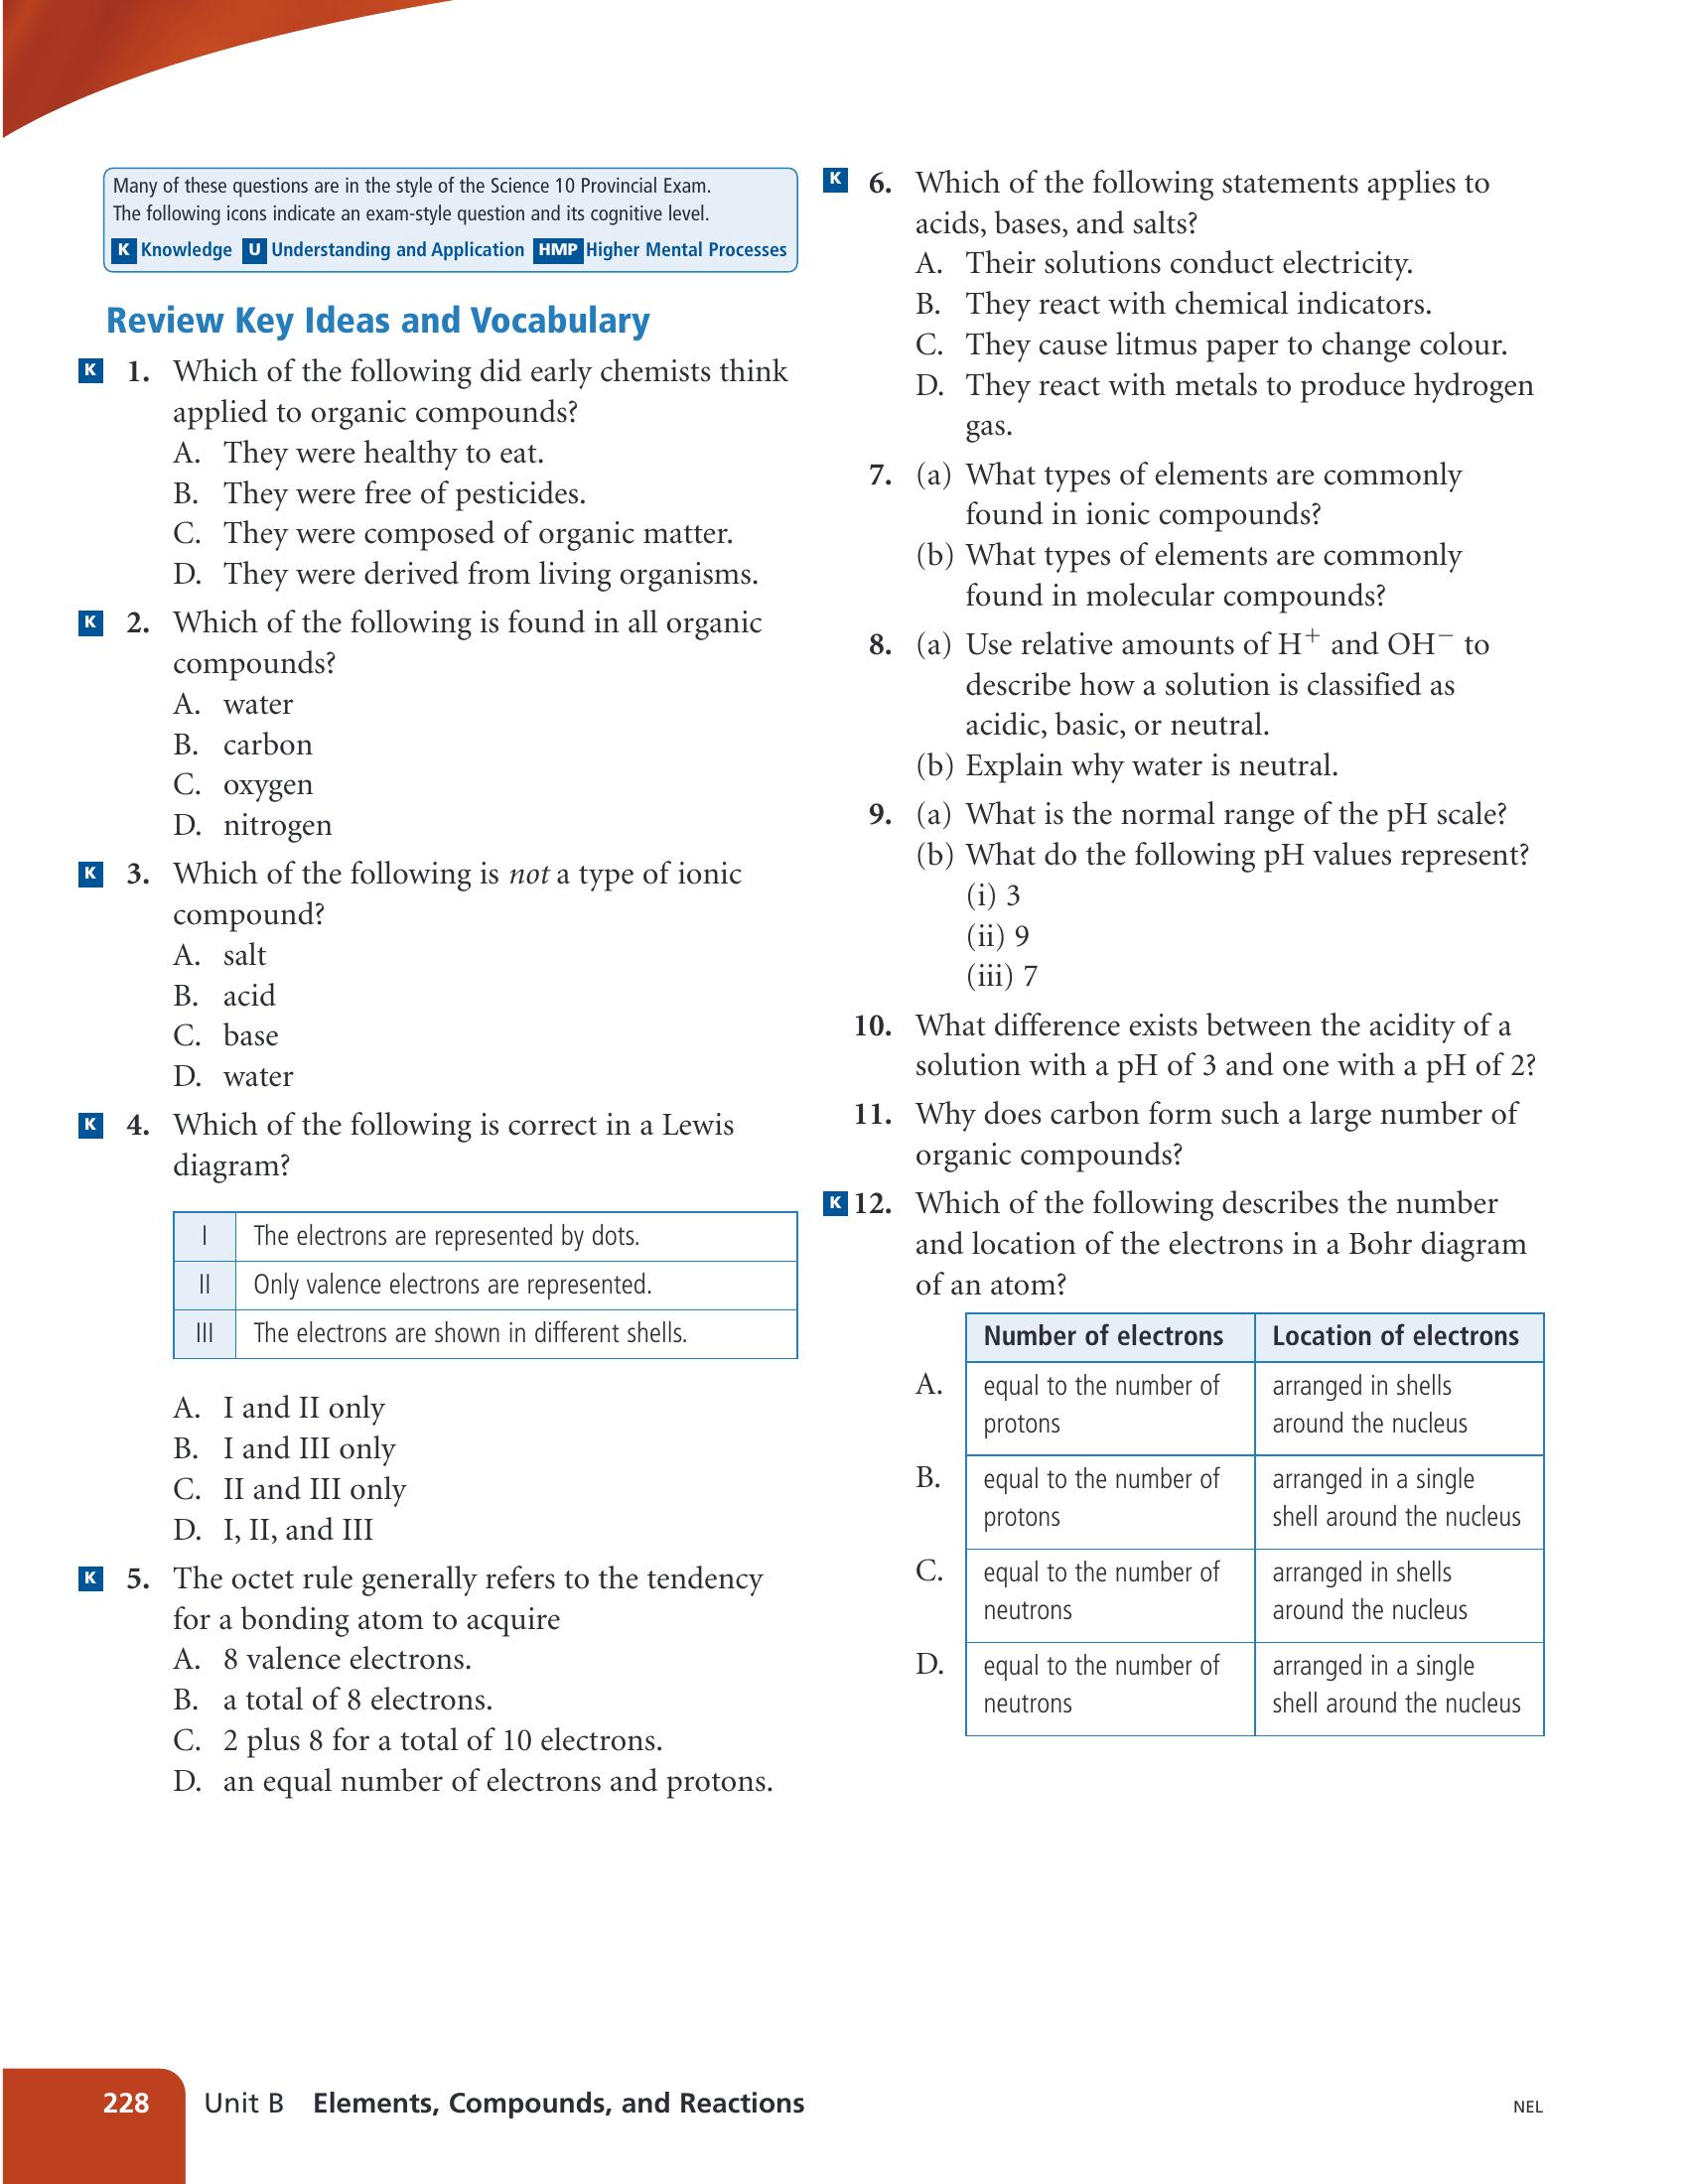 Many of these questions are in the style of the Science 10 Provincial Exam.
The following icons indicate an exam-style question and its cognitive level.
K Knowledge U Understanding and Application HMP Higher Mental Processes
Review Key Ideas and Vocabulary
K 1. Which of the following did early chemists think
applied to organic compounds?
A. They were healthy to eat.
B. They were free of pesticides.
C. They were composed of organic matter.
D. They were derived from living organisms.
K 2. Which of the following is found in all organic
compounds?
A. water
B. carbon
C. oxygen
D. nitrogen
K 3. Which of the following is not a type of ionic
compound?
A. salt
B. acid
C. base
D. water
K 4. Which of the following is correct in a Lewis
diagram?
I The electrons are represented by dots.
II Only valence electrons are represented.
III The electrons are shown in different shells.
A. I and II only
B. I and III only
C. II and III only
D. I, II, and III
K 5. The octet rule generally refers to the tendency
for a bonding atom to acquire
A. 8 valence electrons.
B. a total of 8 electrons.
C. 2 plus 8 for a total of 10 electrons.
D. an equal number of electrons and protons.
K 6. Which of the following statements applies to
acids, bases, and salts?
A. Their solutions conduct electricity.
B. They react with chemical indicators.
C. They cause litmus paper to change colour.
D. They react with metals to produce hydrogen
gas.
7. (a) What types of elements are commonly
found in ionic compounds?
(b) What types of elements are commonly
found in molecular compounds?
8. (a) Use relative amounts of H⁺ and OH⁻ to
describe how a solution is classified as
acidic, basic, or neutral.
(b) Explain why water is neutral.
9. (a) What is the normal range of the pH scale?
(b) What do the following pH values represent?
(i) 3
(ii) 9
(iii) 7
10. What difference exists between the acidity of a
solution with a pH of 3 and one with a pH of 2?
11. Why does carbon form such a large number of
organic compounds?
K 12. Which of the following describes the number
and location of the electrons in a Bohr diagram
of an atom?
Number of electrons Location of electrons
A. equal to the number of arranged in shells
protons around the nucleus
B. equal to the number of arranged in a single
protons shell around the nucleus
C. equal to the number of arranged in shells
neutrons around the nucleus
D. equal to the number of arranged in a single
neutrons shell around the nucleus
228 Unit B Elements, Compounds, and Reactions NEL